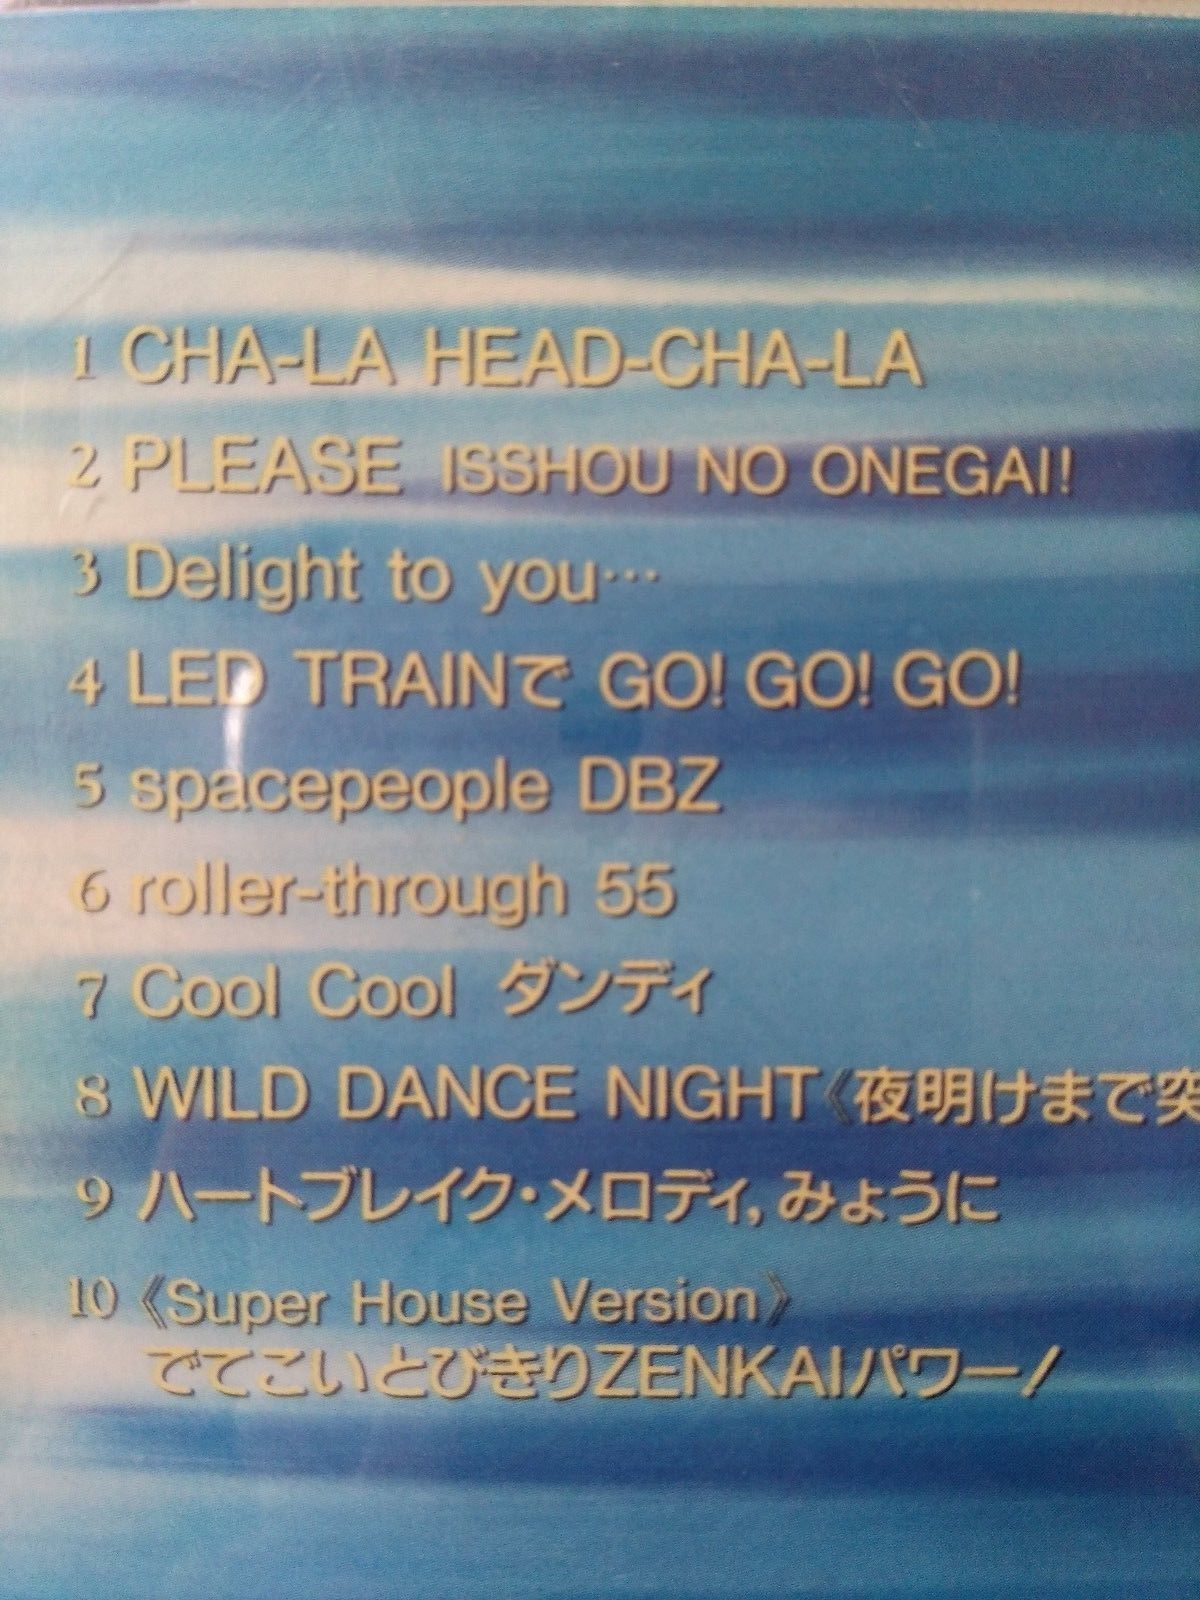 1 CHA-LA HEAD-CHA-LA
2 PLEASE ISSHOU NO ONEGAI!
3 Delight to you…
4 LED TRAINで GO! GO! GO!
5 spacepeople DBZ
6 roller-through 55
7 Cool Cool ダンディ
8 WILD DANCE NIGHT《夜明けまで突
9 ハートブレイク・メロディ,みょうに
10 《Super House Version》
でてこいとびきりZENKAIパワー!